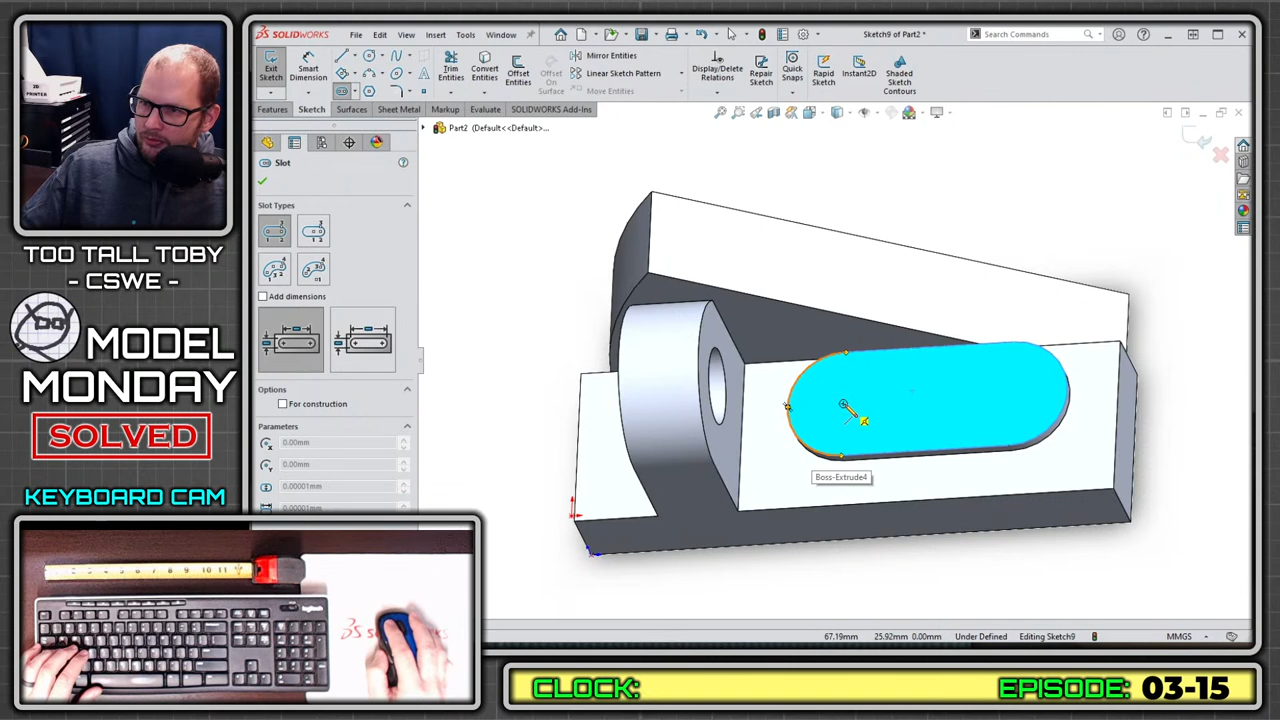 TOO TALL TOBY
- CSWE -
MODEL
MONDAY
SOLVED
KEYBOARD CAM
SOLIDWORKS
File
Edit
View
Insert
Tools
Window
Sketch9 of Part2 *
Search Commands
Exit
Sketch
Smart
Dimension
Trim
Entities
Convert
Entities
Offset
Entities
Offset
On
Surface
Mirror Entities
Linear Sketch Pattern
Move Entities
Display/Delete
Relations
Repair
Sketch
Quick
Snaps
Rapid
Sketch
Instant2D
Shaded
Sketch
Contours
Features
Sketch
Surfaces
Sheet Metal
Markup
Evaluate
SOLIDWORKS Add-Ins
Part2 (Default<<Default>...
Slot
Slot Types
Add dimensions
Options
For construction
Parameters
0.00mm
0.00mm
0.00001mm
0.00001mm
Boss-Extrude4
67.19mm
25.92mm 0.00mm
Under Defined
Editing Sketch9
MMGS
CLOCK:
EPISODE: 03-15